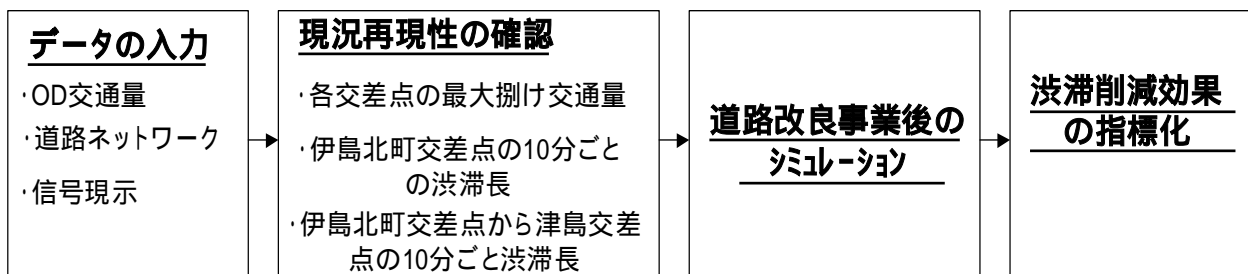 データの入力
・OD交通量
・道路ネットワーク
・信号現示
現況再現性の確認
・各交差点の最大捌け交通量
・伊島北町交差点の10分ごと
の渋滞長
・伊島北町交差点から津島交差
点の10分ごと渋滞長
道路改良事業後の
シミュレーション
渋滞削減効果
の指標化